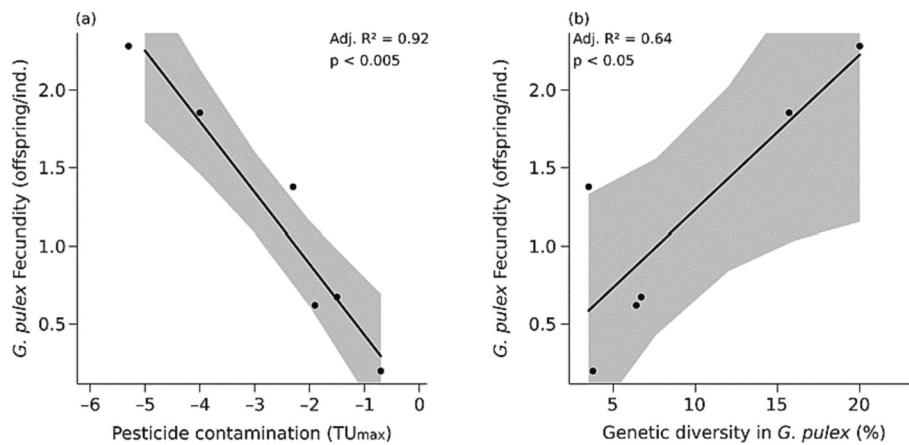 (a)
Adj. R² = 0.92
p < 0.005
G. pulex Fecundity (offspring/ind.)
2.0
1.5
1.0
0.5
−6 −5 −4 −3 −2 −1 0
Pesticide contamination (TUmax)
(b)
Adj. R² = 0.64
p < 0.05
G. pulex Fecundity (offspring/ind.)
2.0
1.5
1.0
0.5
5 10 15 20
Genetic diversity in G. pulex (%)